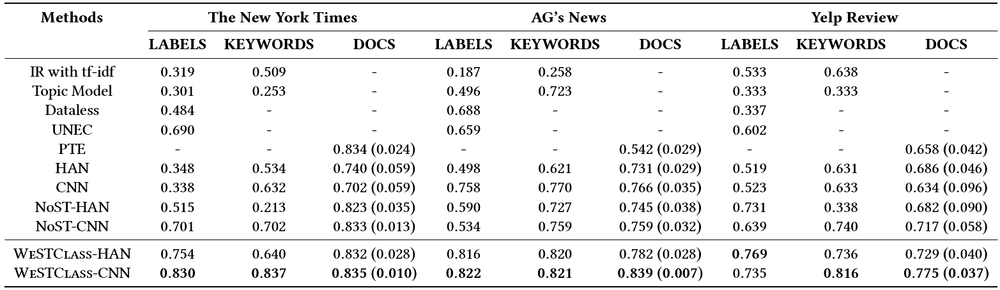 Methods The New York Times AG's News Yelp Review
LABELS KEYWORDS DOCS LABELS KEYWORDS DOCS LABELS KEYWORDS DOCS
IR with tf-idf 0.319 0.509 - 0.187 0.258 - 0.533 0.638 -
Topic Model 0.301 0.253 - 0.496 0.723 - 0.333 0.333 -
Dataless 0.484 - - 0.688 - - 0.337 - -
UNEC 0.690 - - 0.659 - - 0.602 - -
PTE - - 0.834 (0.024) - - 0.542 (0.029) - - 0.658 (0.042)
HAN 0.348 0.534 0.740 (0.059) 0.498 0.621 0.731 (0.029) 0.519 0.631 0.686 (0.046)
CNN 0.338 0.632 0.702 (0.059) 0.758 0.770 0.766 (0.035) 0.523 0.633 0.634 (0.096)
NoST-HAN 0.515 0.213 0.823 (0.035) 0.590 0.727 0.745 (0.038) 0.731 0.338 0.682 (0.090)
NoST-CNN 0.701 0.702 0.833 (0.013) 0.534 0.759 0.759 (0.032) 0.639 0.740 0.717 (0.058)
WeSTClass-HAN 0.754 0.640 0.832 (0.028) 0.816 0.820 0.782 (0.028) 0.769 0.736 0.729 (0.040)
WeSTClass-CNN 0.830 0.837 0.835 (0.010) 0.822 0.821 0.839 (0.007) 0.735 0.816 0.775 (0.037)